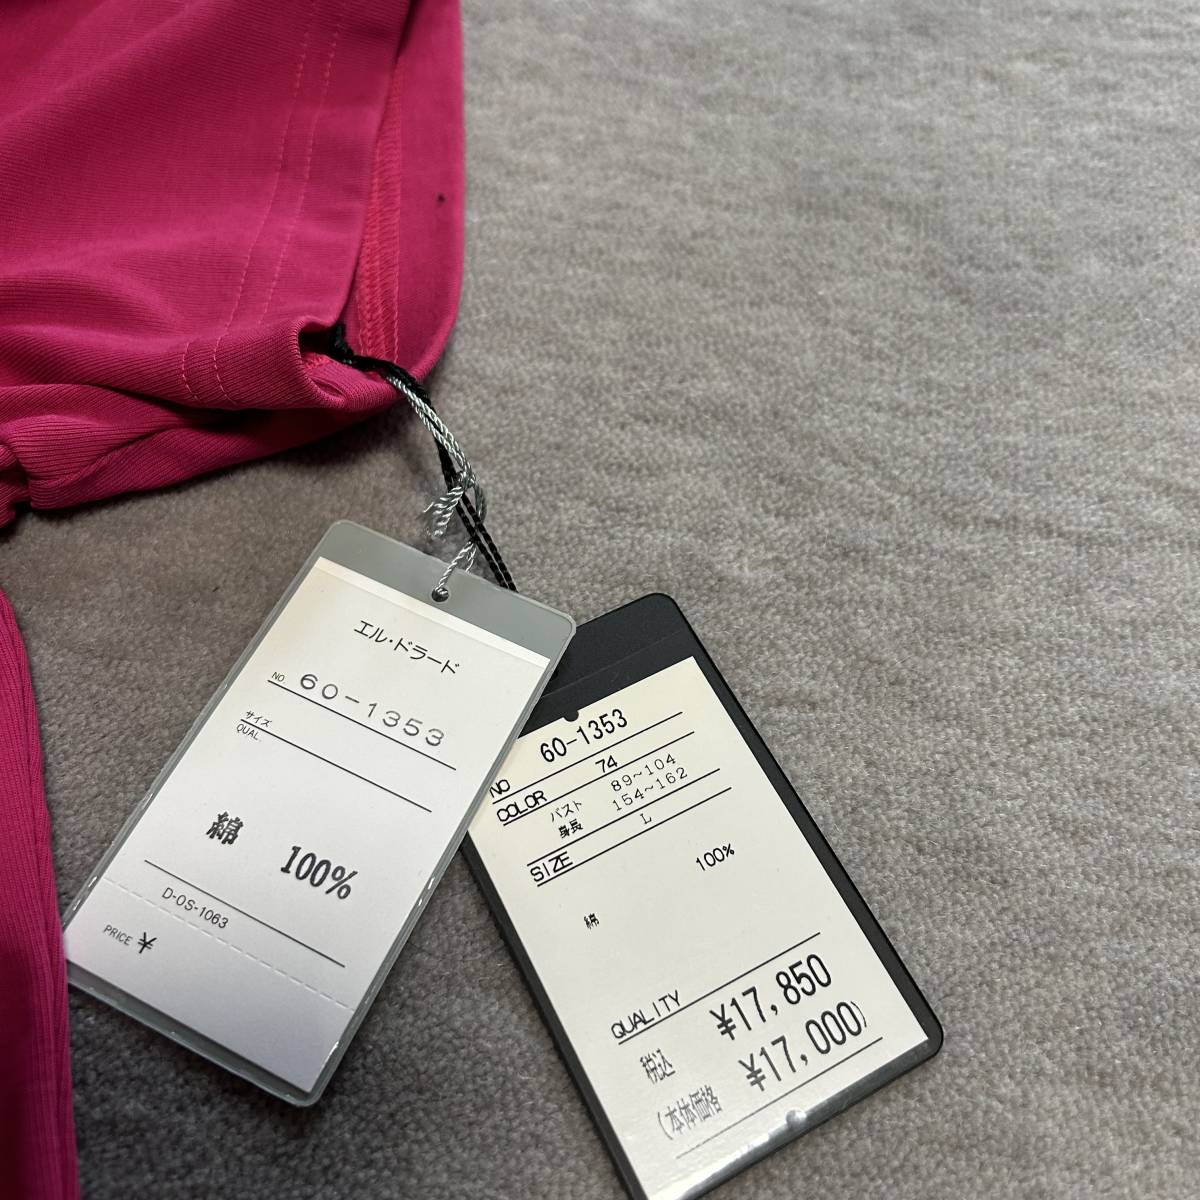 エル・ドラード
NO 60-1353
サイズ
QUAL.
綿 100%
D-OS-1063
PRICE ¥
NO 60-1353
COLOR 74
バスト 89~104
身長 154~162
SIZE L
綿 100%
QUALITY
税込 ¥17,850
(本体価格 ¥17,000)